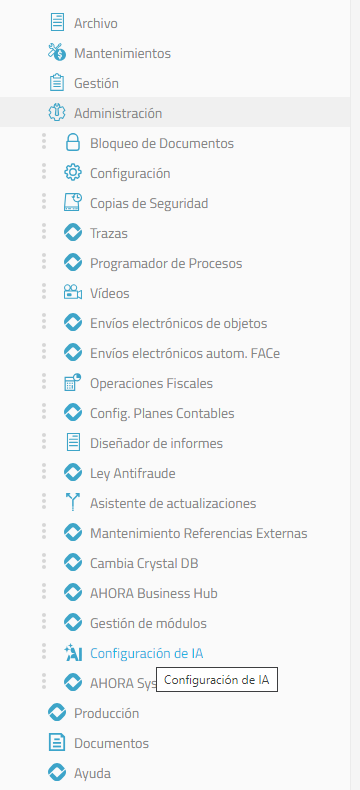 Archivo
Mantenimientos
Gestión
Administración
Bloqueo de Documentos
Configuración
Copias de Seguridad
Trazas
Programador de Procesos
Vídeos
Envíos electrónicos de objetos
Envíos electrónicos autom. FACe
Operaciones Fiscales
Config. Planes Contables
Diseñador de informes
Ley Antifraude
Asistente de actualizaciones
Mantenimiento Referencias Externas
Cambia Crystal DB
AHORA Business Hub
Gestión de módulos
Configuración de IA
Configuración de IA
AHORA
Producción
Documentos
Ayuda